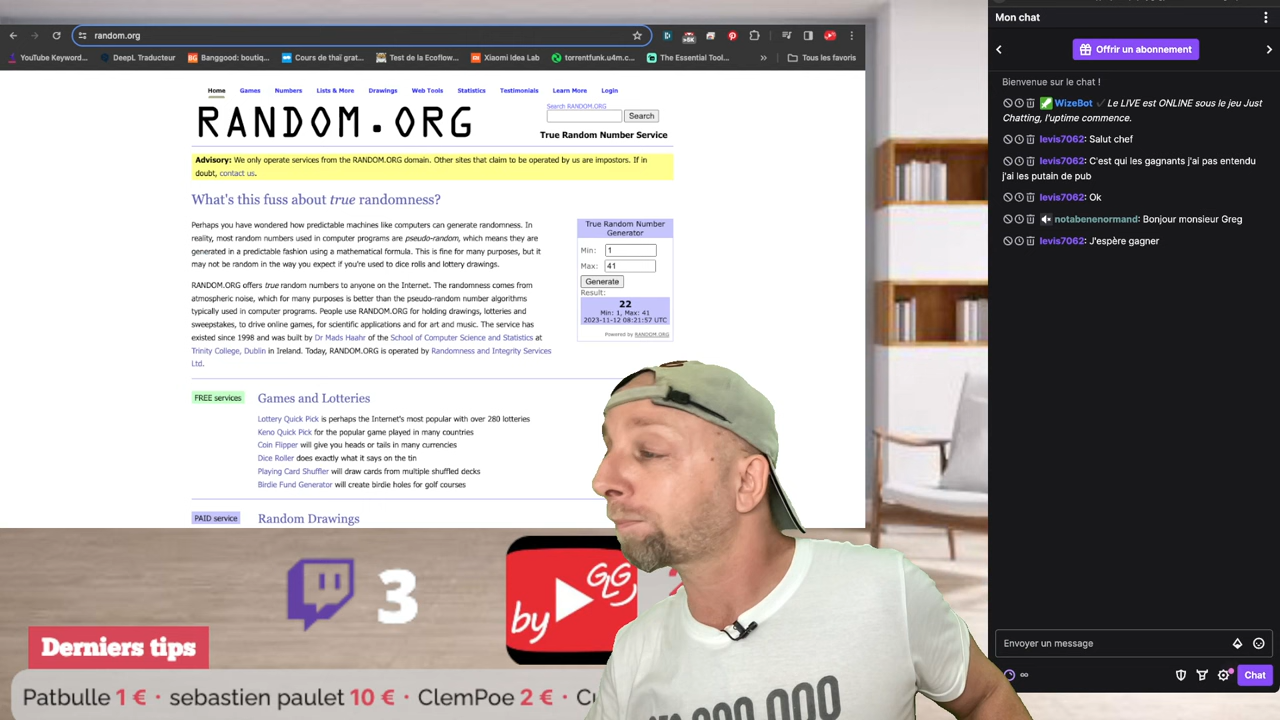 random.org
YouTube Keyword...
DeepL Traducteur
Banggood: boutiq...
Cours de thaï grat...
Test de la Ecoflow...
Xiaomi Idea Lab
torrentfunk.u4m.c...
The Essential Tool...
»
Tous les favoris
Home Games Numbers Lists & More Drawings Web Tools Statistics Testimonials Learn More Login
RANDOM.ORG
Search RANDOM.ORG
Search
True Random Number Service
Advisory: We only operate services from the RANDOM.ORG domain. Other sites that claim to be operated by us are impostors. If in
doubt, contact us.
What's this fuss about true randomness?
Perhaps you have wondered how predictable machines like computers can generate randomness. In
reality, most random numbers used in computer programs are pseudo-random, which means they are
generated in a predictable fashion using a mathematical formula. This is fine for many purposes, but it
may not be random in the way you expect if you're used to dice rolls and lottery drawings.
RANDOM.ORG offers true random numbers to anyone on the Internet. The randomness comes from
atmospheric noise, which for many purposes is better than the pseudo-random number algorithms
typically used in computer programs. People use RANDOM.ORG for holding drawings, lotteries and
sweepstakes, to drive online games, for scientific applications and for art and music. The service has
existed since 1998 and was built by Dr Mads Haahr of the School of Computer Science and Statistics at
Trinity College, Dublin in Ireland. Today, RANDOM.ORG is operated by Randomness and Integrity Services
Ltd.
True Random Number
Generator
Min: 1
Max: 41
Generate
Result:
22
Min: 1, Max: 41
2023-11-12 08:21:57 UTC
Powered by RANDOM.ORG
FREE services
Games and Lotteries
Lottery Quick Pick is perhaps the Internet's most popular with over 280 lotteries
Keno Quick Pick for the popular game played in many countries
Coin Flipper will give you heads or tails in many currencies
Dice Roller does exactly what it says on the tin
Playing Card Shuffler will draw cards from multiple shuffled decks
Birdie Fund Generator will create birdie holes for golf courses
PAID service
Random Drawings
3
by GLG
Derniers tips
Patbulle 1 € · sebastien paulet 10 € · ClemPoe 2 € ·
Mon chat
Offrir un abonnement
Bienvenue sur le chat !
WizeBot ✓ Le LIVE est ONLINE sous le jeu Just
Chatting, l'uptime commence.
levis7062: Salut chef
levis7062: C'est qui les gagnants j'ai pas entendu
j'ai les putain de pub
levis7062: Ok
notabenenormand: Bonjour monsieur Greg
levis7062: J'espère gagner
Envoyer un message
Chat